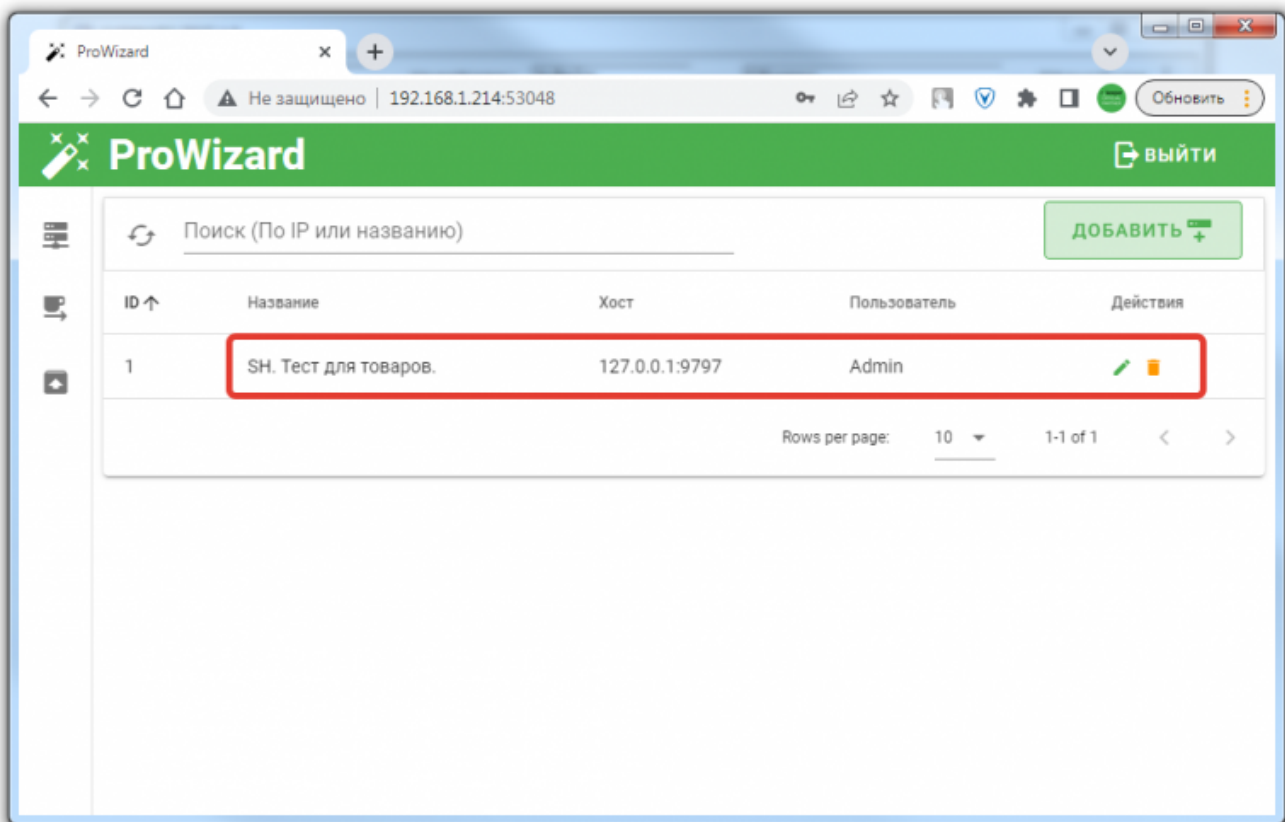 ProWizard
Не защищено | 192.168.1.214:53048 Обновить
ProWizard ВЫЙТИ
Поиск (По IP или названию) ДОБАВИТЬ
ID Название Хост Пользователь Действия
1 SH. Тест для товаров. 127.0.0.1:9797 Admin
Rows per page: 10 1-1 of 1